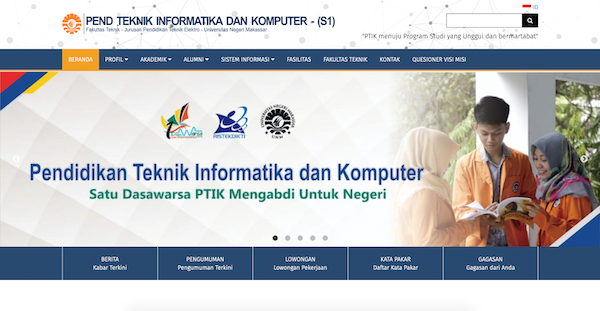 PEND TEKNIK INFORMATIKA DAN KOMPUTER - (S1)
Fakultas Teknik - Jurusan Pendidikan Teknik Elektro - Universitas Negeri Makassar
ID
"PTIK menuju Program Studi yang Unggul dan bermartabat"
BERANDA PROFIL AKADEMIK ALUMNI SISTEM INFORMASI FASILITAS FAKULTAS TEKNIK KONTAK QUESIONER VISI MISI
RISTEKDIKTI
Pendidikan Teknik Informatika dan Komputer
Satu Dasawarsa PTIK Mengabdi Untuk Negeri
BERITA PENGUMUMAN LOWONGAN KATA PAKAR GAGASAN
Kabar Terkini Pengumuman Terkini Lowongan Pekerjaan Daftar Kata Pakar Gagasan dari Anda